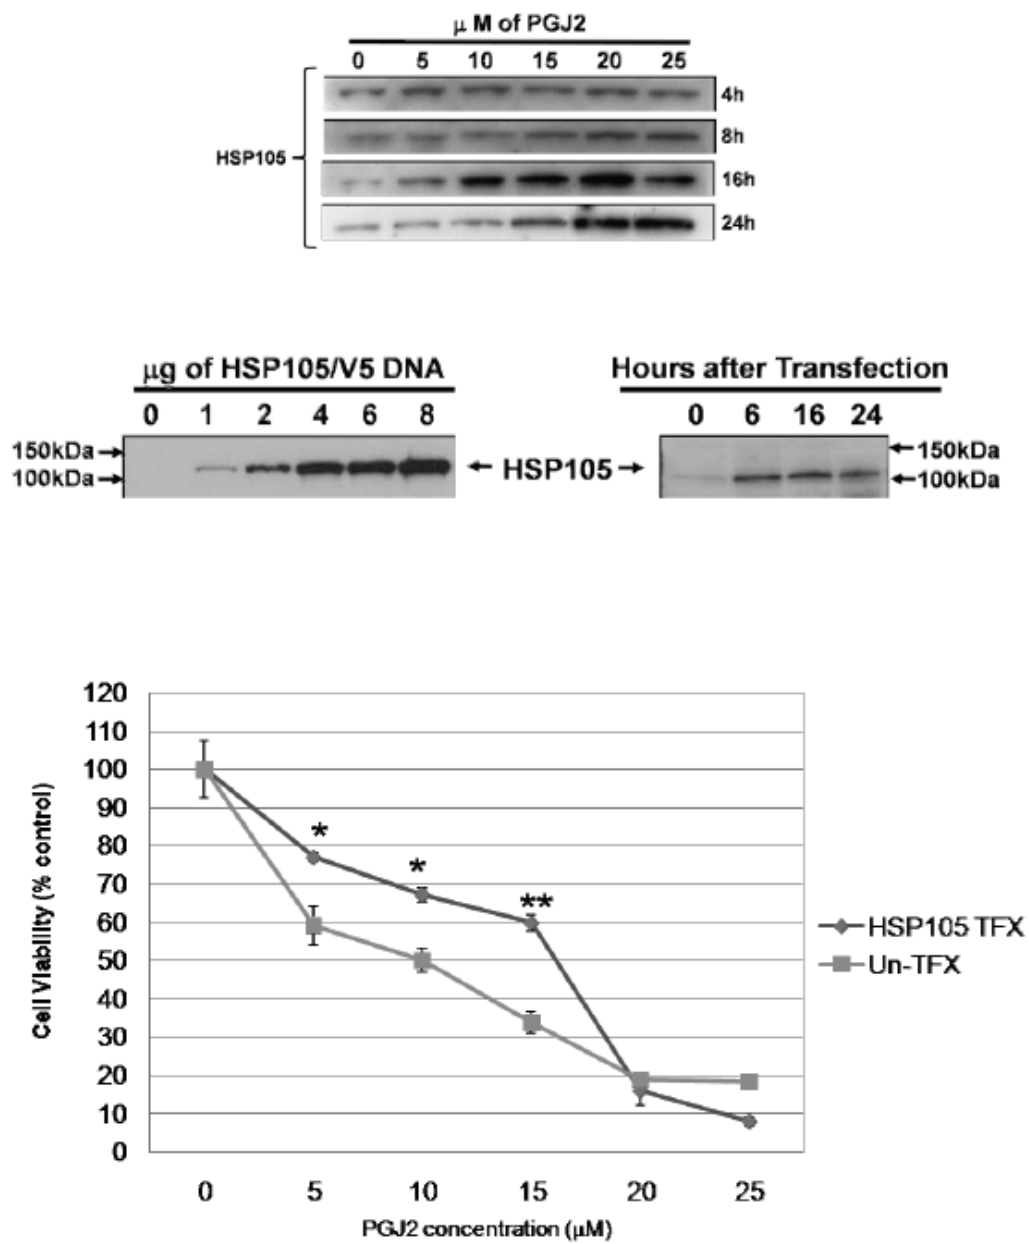 μ M of PGJ2
0 5 10 15 20 25
4h
8h
HSP105
16h
24h
μg of HSP105/V5 DNA
0 1 2 4 6 8
150kDa
100kDa
HSP105
Hours after Transfection
0 6 16 24
150kDa
100kDa
120
110
100
90
80
70
60
50
40
30
20
10
0
Cell Viability (% control)
*
*
**
HSP105 TFX
Un-TFX
0 5 10 15 20 25
PGJ2 concentration (μM)